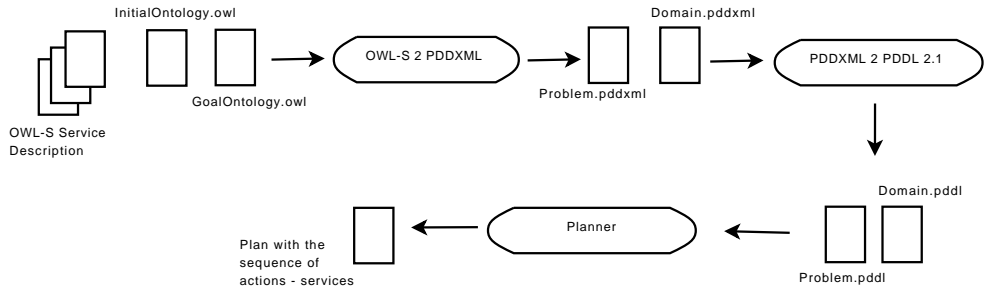 InitialOntology.owl
GoalOntology.owl
OWL-S Service
Description
OWL-S 2 PDDXML
Domain.pddxml
Problem.pddxml
PDDXML 2 PDDL 2.1
Domain.pddl
Problem.pddl
Planner
Plan with the
sequence of
actions - services